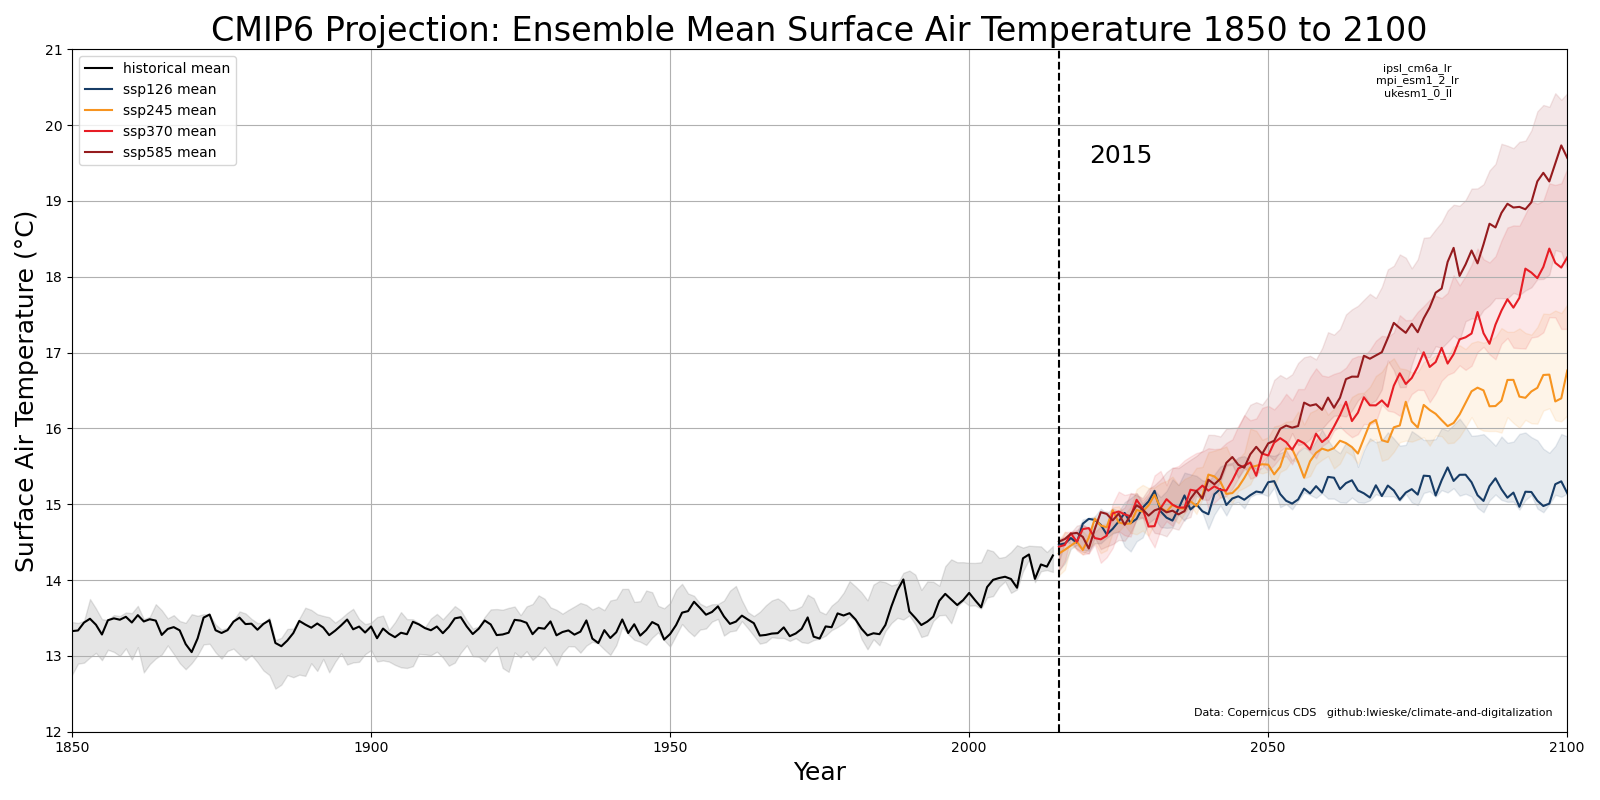 CMIP6 Projection: Ensemble Mean Surface Air Temperature 1850 to 2100
21
20
19
18
17
16
15
14
13
12
Surface Air Temperature (°C)
historical mean
ssp126 mean
ssp245 mean
ssp370 mean
ssp585 mean
ipsl_cm6a_lr
mpi_esm1_2_lr
ukesm1_0_ll
2015
Data: Copernicus CDS   github:lwieske/climate-and-digitalization
1850
1900
1950
2000
2050
2100
Year